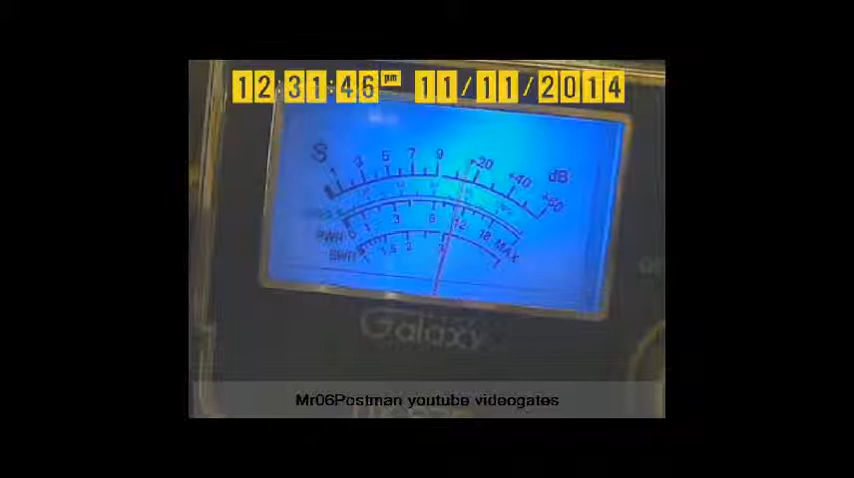 12:31:46 pm 11/11/2014
S 1 3 5 7 9 +20 +40 +60 dB
PWR 0 1 3 6 12 18 MAX
SWR 1 1.5 2 3
Galaxy
Mr06Postman youtube videogates